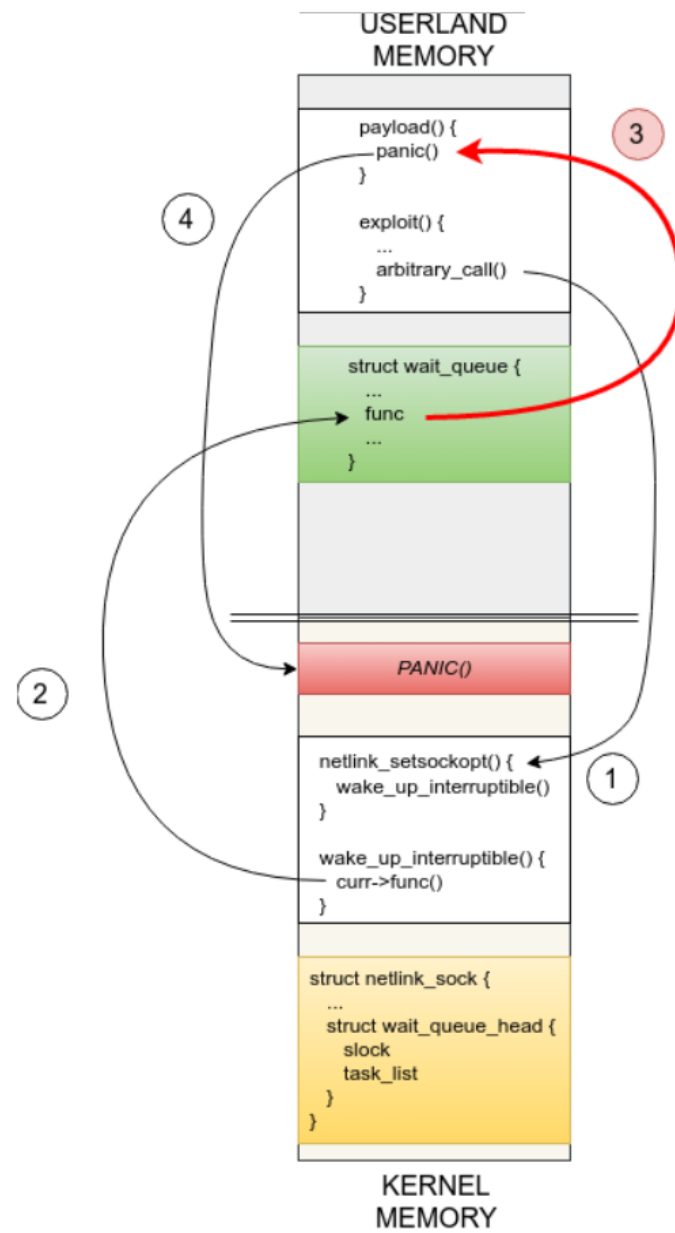 USERLAND
MEMORY
payload() {
panic()
}
3
4
exploit() {
...
arbitrary_call()
}
struct wait_queue {
...
func
...
}
PANIC()
2
netlink_setsockopt() {
wake_up_interruptible()
}
1
wake_up_interruptible() {
curr->func()
}
struct netlink_sock {
...
struct wait_queue_head {
slock
task_list
}
}
KERNEL
MEMORY